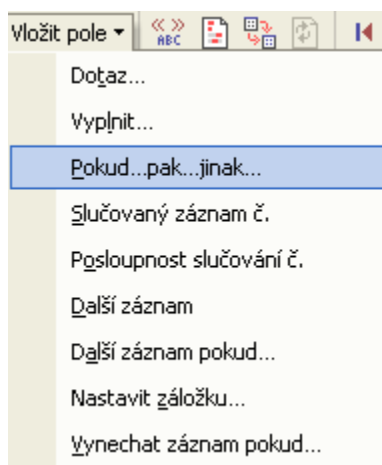 Vložit pole «» ABC
Dotaz...
Vyplnit...
Pokud...pak...jinak...
Slučovaný záznam č.
Posloupnost slučování č.
Další záznam
Další záznam pokud...
Nastavit záložku...
Vynechat záznam pokud...